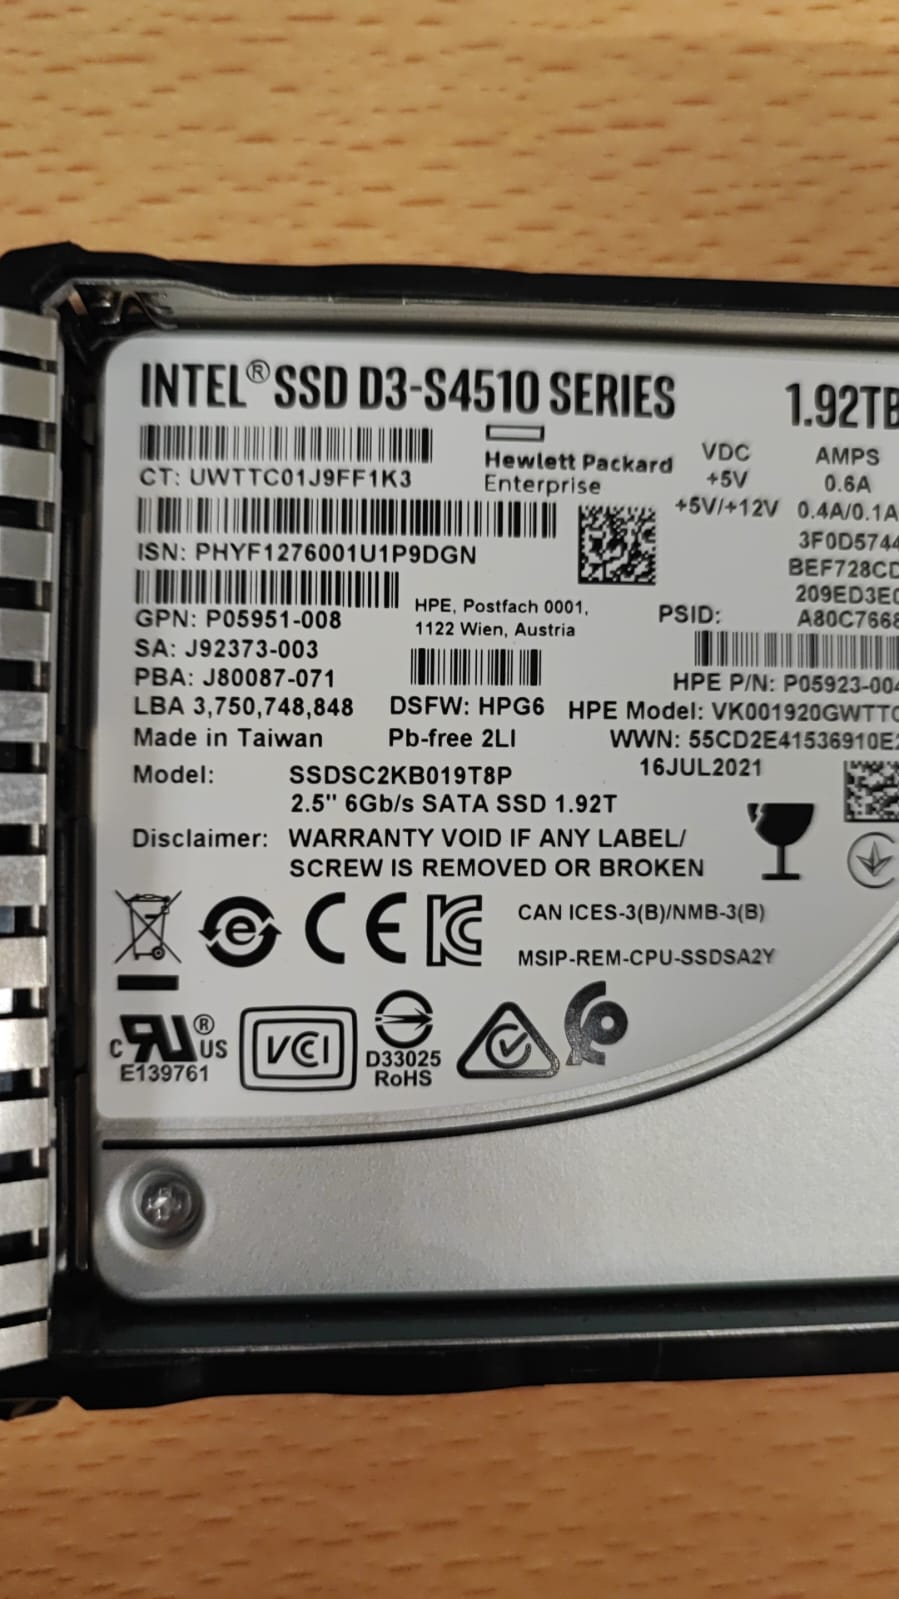 INTEL® SSD D3-S4510 SERIES 1.92TB
CT: UWTTC01J9FF1K3
Hewlett Packard
Enterprise
VDC AMPS
+5V 0.6A
+5V/+12V 0.4A/0.1A
ISN: PHYF1276001U1P9DGN
3F0D5744
BEF728CD
209ED3E0
PSID: A80C7668
GPN: P05951-008
HPE, Postfach 0001,
1122 Wien, Austria
SA: J92373-003
PBA: J80087-071
HPE P/N: P05923-004
LBA 3,750,748,848 DSFW: HPG6 HPE Model: VK001920GWTTC
Made in Taiwan Pb-free 2LI WWN: 55CD2E41536910E2
16JUL2021
Model: SSDSC2KB019T8P
2.5" 6Gb/s SATA SSD 1.92T
Disclaimer: WARRANTY VOID IF ANY LABEL/
SCREW IS REMOVED OR BROKEN
CAN ICES-3(B)/NMB-3(B)
MSIP-REM-CPU-SSDSA2Y
C US ®
E139761
VCCI
D33025
RoHS